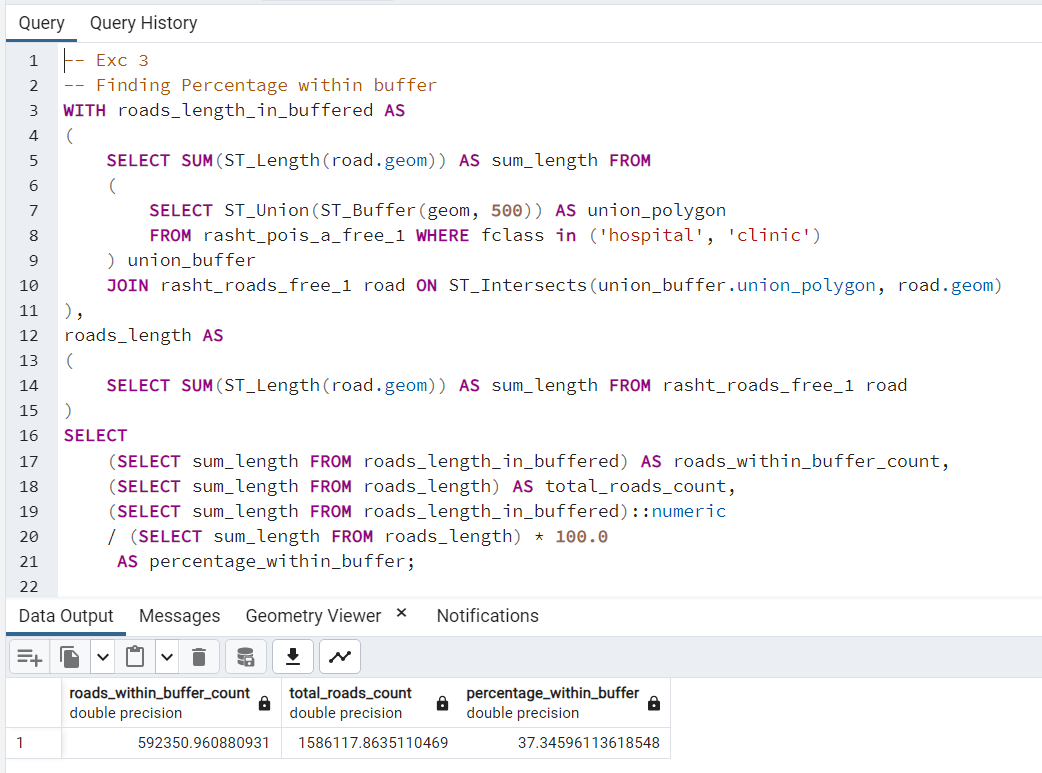 Query Query History
1 -- Exc 3
2 -- Finding Percentage within buffer
3 WITH roads_length_in_buffered AS
4 (
5 SELECT SUM(ST_Length(road.geom)) AS sum_length FROM
6 (
7 SELECT ST_Union(ST_Buffer(geom, 500)) AS union_polygon
8 FROM rasht_pois_a_free_1 WHERE fclass in ('hospital', 'clinic')
9 ) union_buffer
10 JOIN rasht_roads_free_1 road ON ST_Intersects(union_buffer.union_polygon, road.geom)
11 ),
12 roads_length AS
13 (
14 SELECT SUM(ST_Length(road.geom)) AS sum_length FROM rasht_roads_free_1 road
15 )
16 SELECT
17 (SELECT sum_length FROM roads_length_in_buffered) AS roads_within_buffer_count,
18 (SELECT sum_length FROM roads_length) AS total_roads_count,
19 (SELECT sum_length FROM roads_length_in_buffered)::numeric
20 / (SELECT sum_length FROM roads_length) * 100.0
21 AS percentage_within_buffer;
22
Data Output Messages Geometry Viewer × Notifications
roads_within_buffer_count total_roads_count percentage_within_buffer
double precision double precision double precision
1 592350.960880931 1586117.8635110469 37.34596113618548